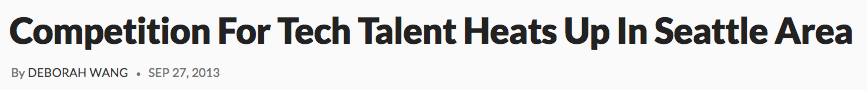 Competition For Tech Talent Heats Up In Seattle Area
By DEBORAH WANG • SEP 27, 2013